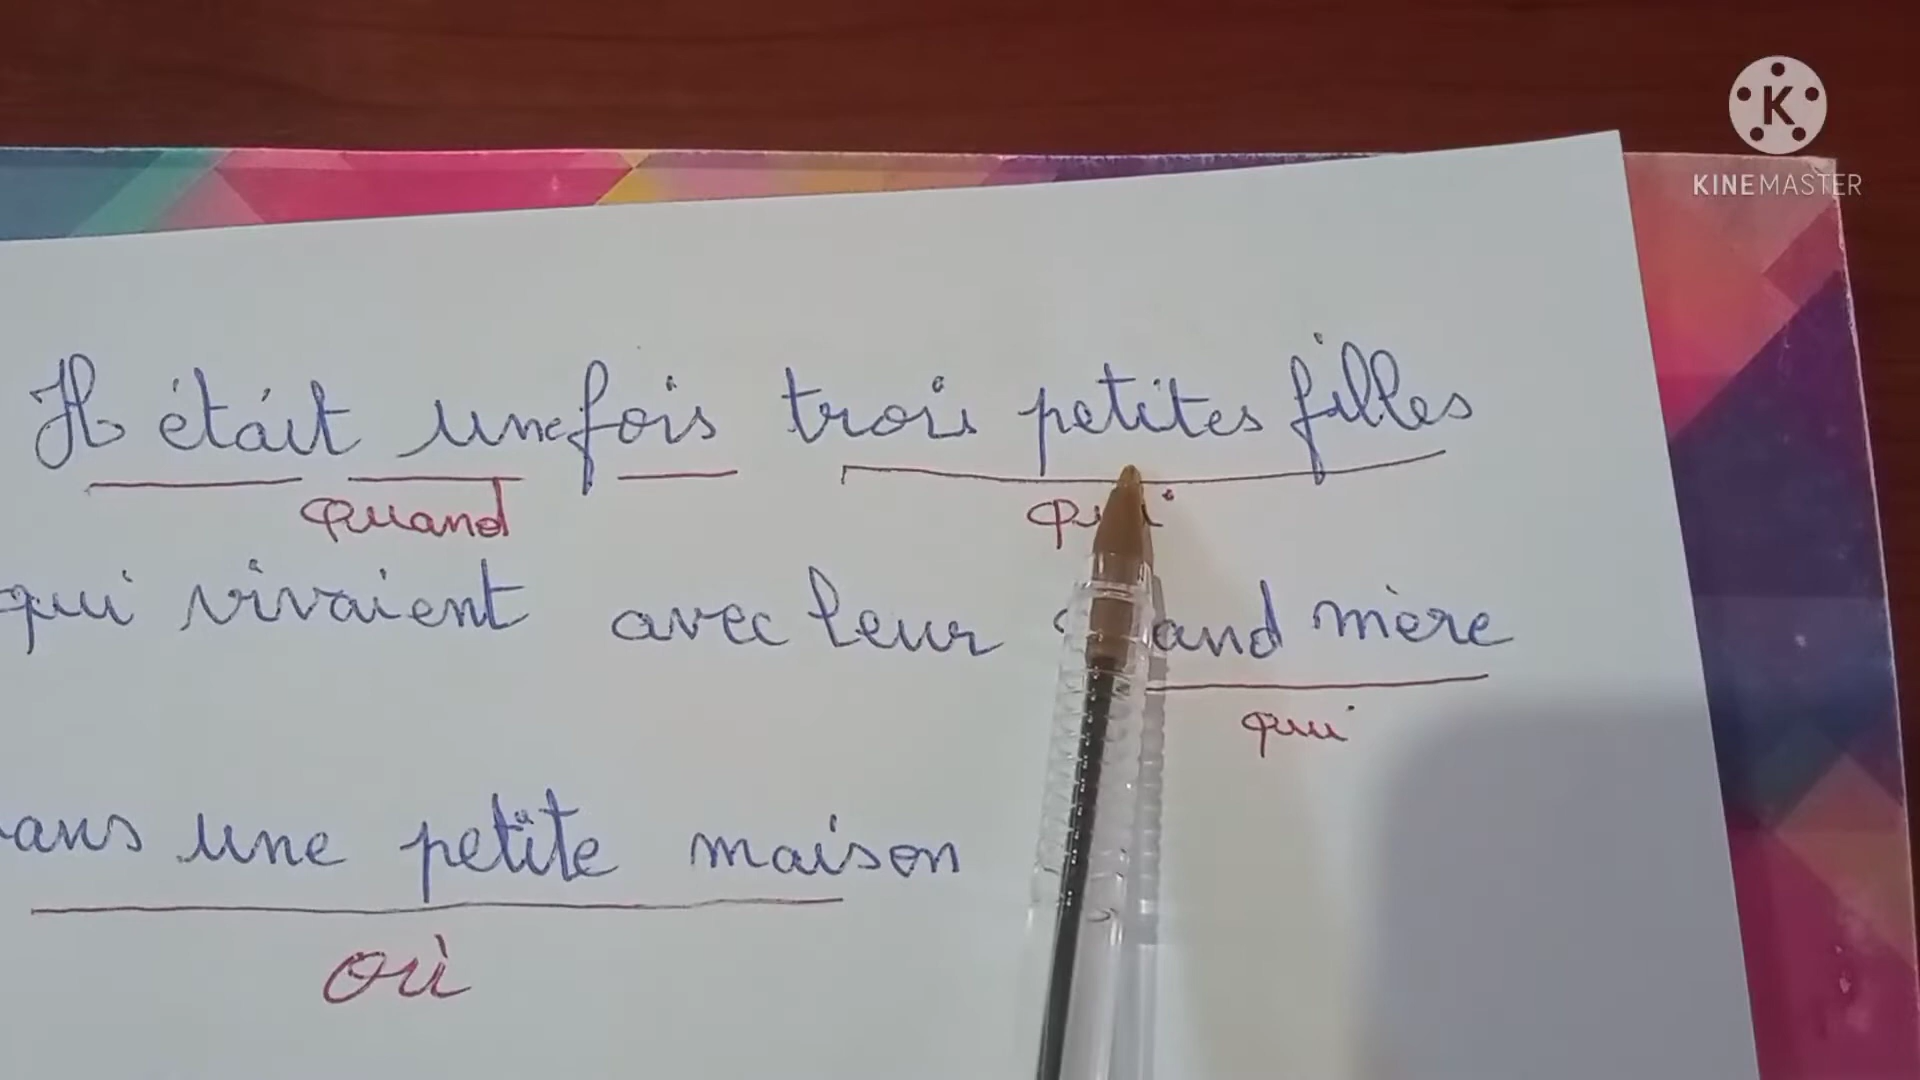 Il était une fois trois petites filles
quand qui
qui vivaient avec leur and mère
qui
ans une petite maison
où
K
KINEMASTER